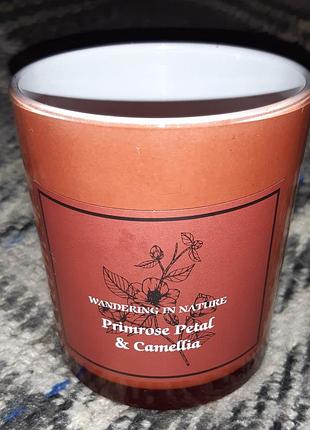 WANDERING IN NATURE
Primrose Petal
& Camellia